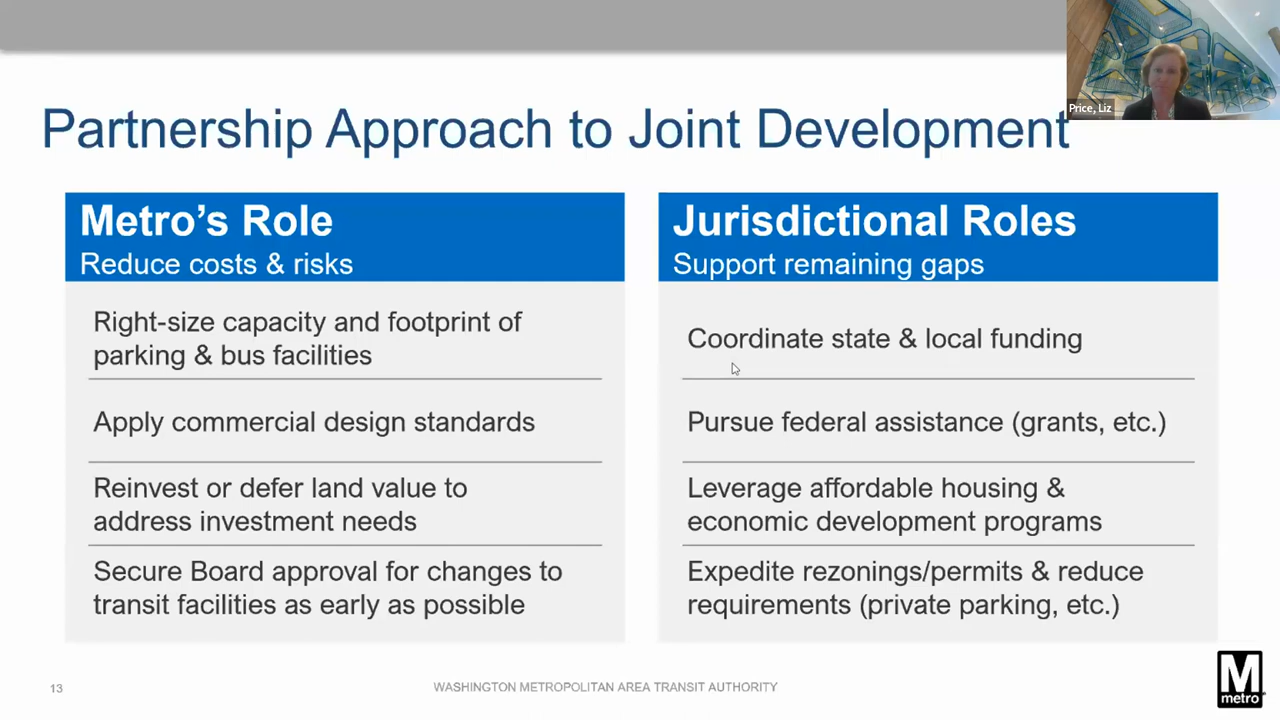 Price, Liz
Partnership Approach to Joint Development
Metro’s Role
Reduce costs & risks
Right-size capacity and footprint of
parking & bus facilities
Apply commercial design standards
Reinvest or defer land value to
address investment needs
Secure Board approval for changes to
transit facilities as early as possible
Jurisdictional Roles
Support remaining gaps
Coordinate state & local funding
Pursue federal assistance (grants, etc.)
Leverage affordable housing &
economic development programs
Expedite rezonings/permits & reduce
requirements (private parking, etc.)
13
WASHINGTON METROPOLITAN AREA TRANSIT AUTHORITY
M
metro